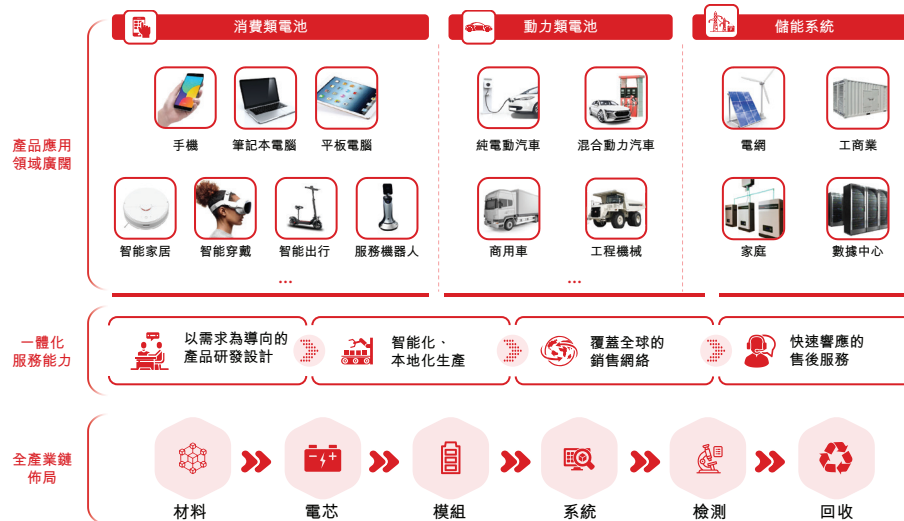 消費類電池
動力類電池
儲能系統
產品應用
領域廣闊
手機
筆記本電腦
平板電腦
純電動汽車
混合動力汽車
電網
工商業
智能家居
智能穿戴
智能出行
服務機器人
商用車
工程機械
家庭
數據中心
...
...
一體化
服務能力
以需求為導向的
產品研發設計
智能化、
本地化生產
覆蓋全球的
銷售網絡
快速響應的
售後服務
全產業鏈
佈局
材料
電芯
模組
系統
檢測
回收